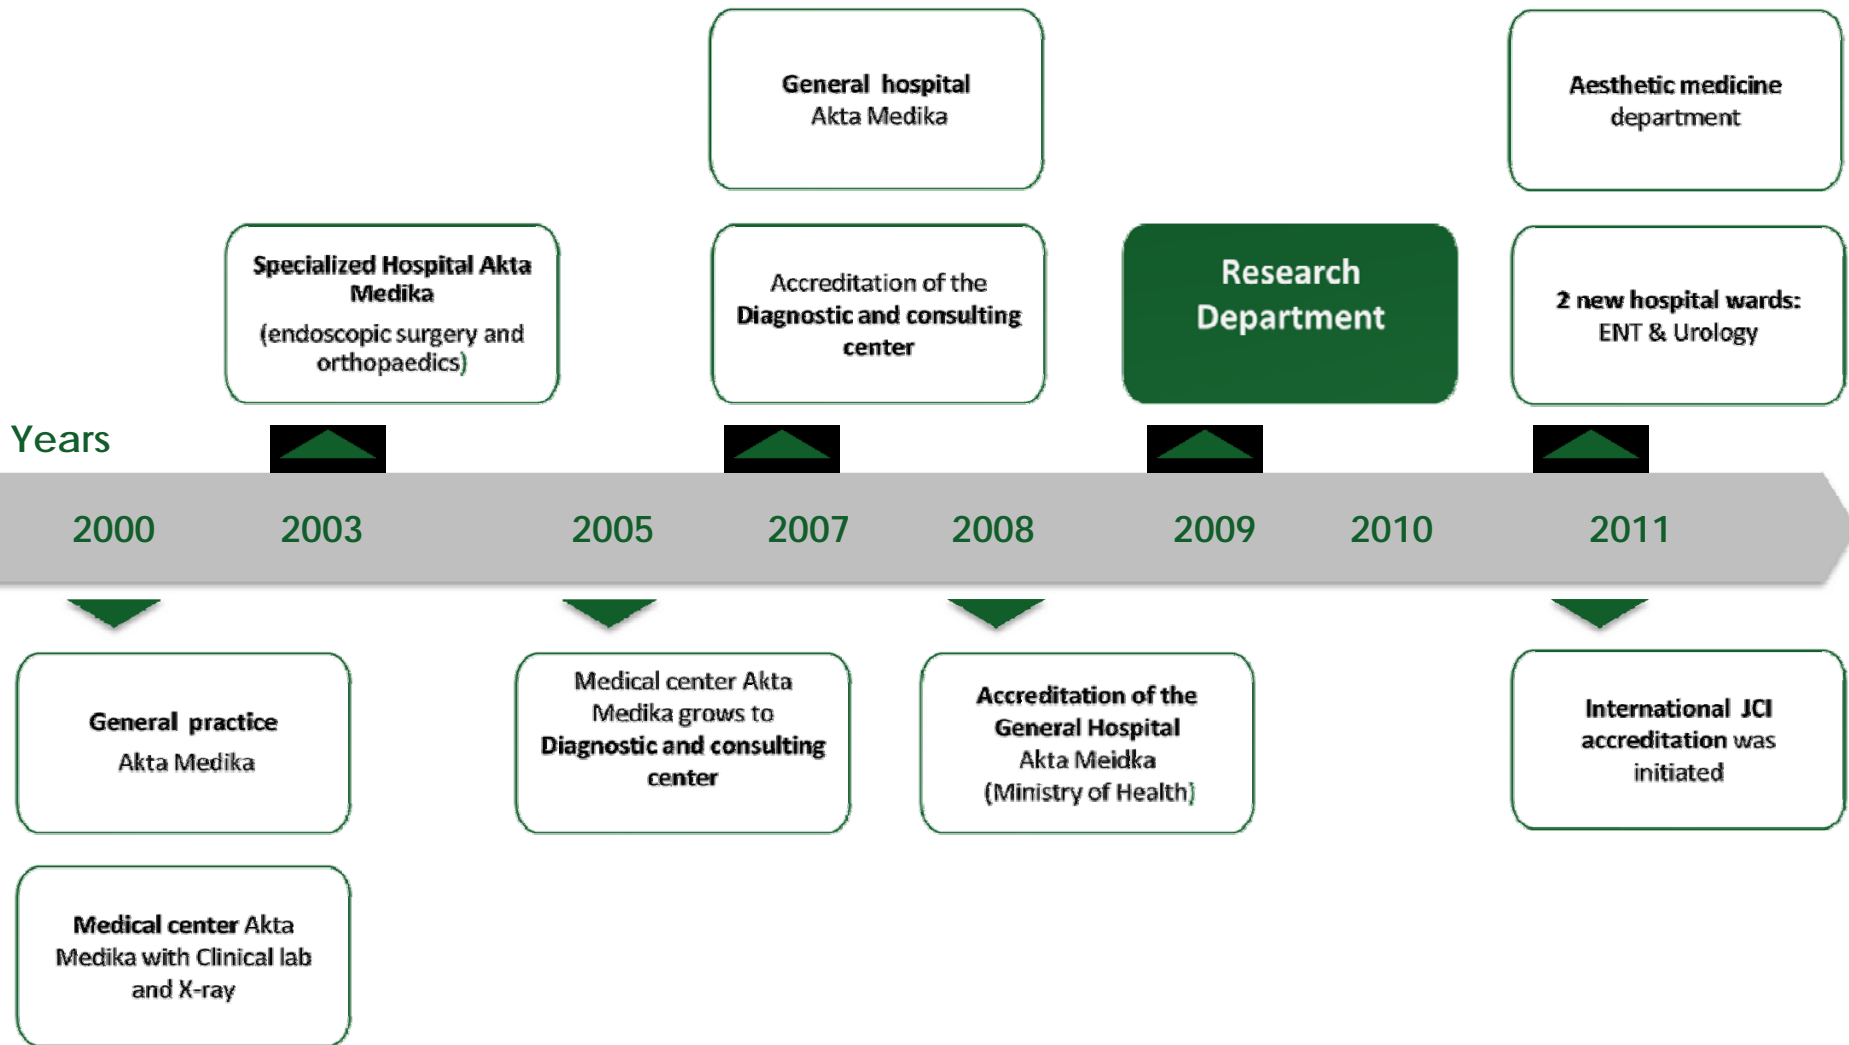 General hospital
Akta Medika
Aesthetic medicine
department
Specialized Hospital Akta
Medika
(endoscopic surgery and
orthopaedics)
Accreditation of the
Diagnostic and consulting
center
Research
Department
2 new hospital wards:
ENT & Urology
Years
2000
2003
2005
2007
2008
2009
2010
2011
General practice
Akta Medika
Medical center Akta
Medika grows to
Diagnostic and consulting
center
Accreditation of the
General Hospital
Akta Meidka
(Ministry of Health)
International JCI
accreditation was
initiated
Medical center Akta
Medika with Clinical lab
and X-ray